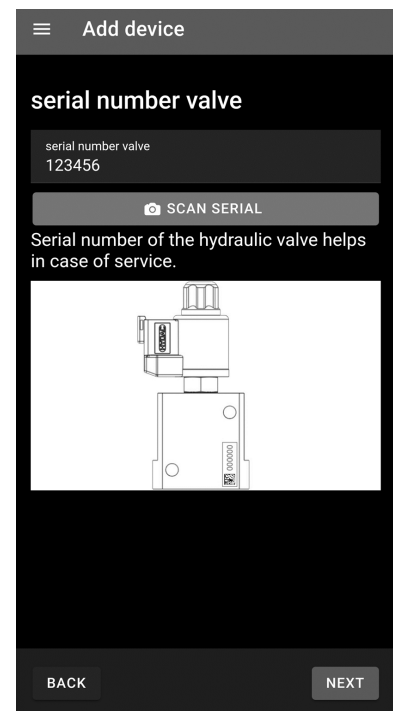 Add device
serial number valve
serial number valve
123456
SCAN SERIAL
Serial number of the hydraulic valve helps
in case of service.
HYDAC
000000
BACK
NEXT